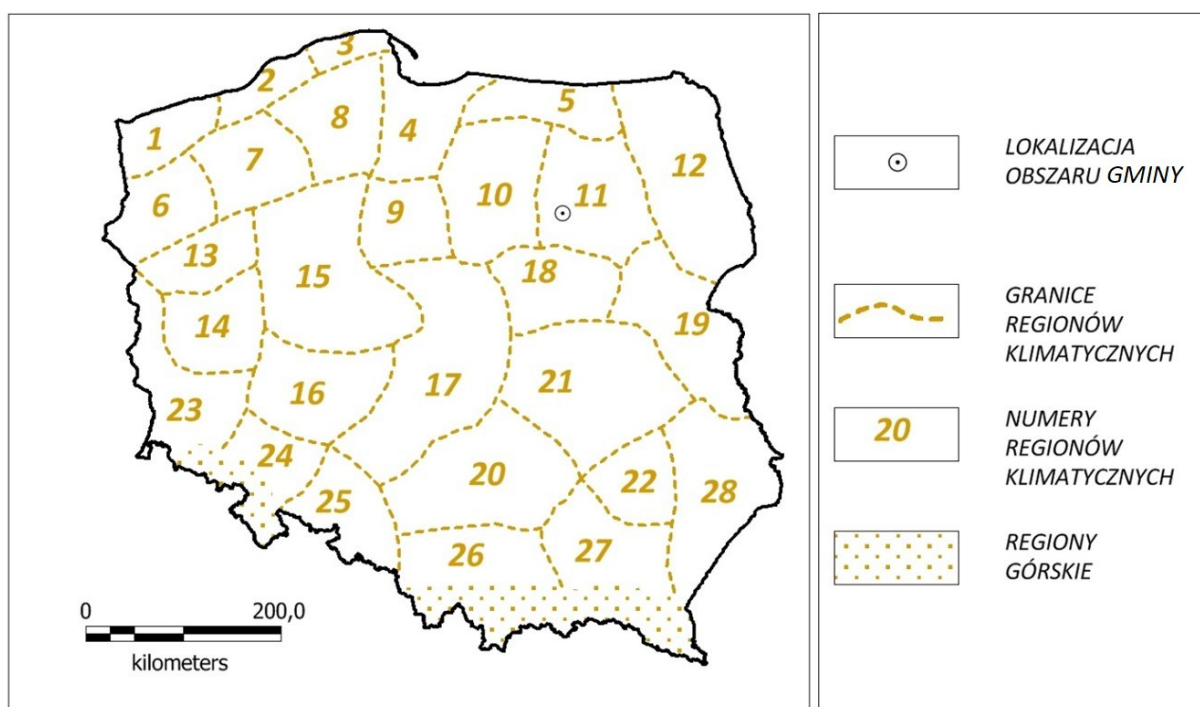 3
2
5
8
4
1
12
7
10
11
6
9
13
18
15
19
14
21
17
16
23
24
20
22
28
25
26
27
0 200,0
kilometers
LOKALIZACJA
OBSZARU GMINY
GRANICE
REGIONÓW
KLIMATYCZNYCH
20
NUMERY
REGIONÓW
KLIMATYCZNYCH
REGIONY
GÓRSKIE